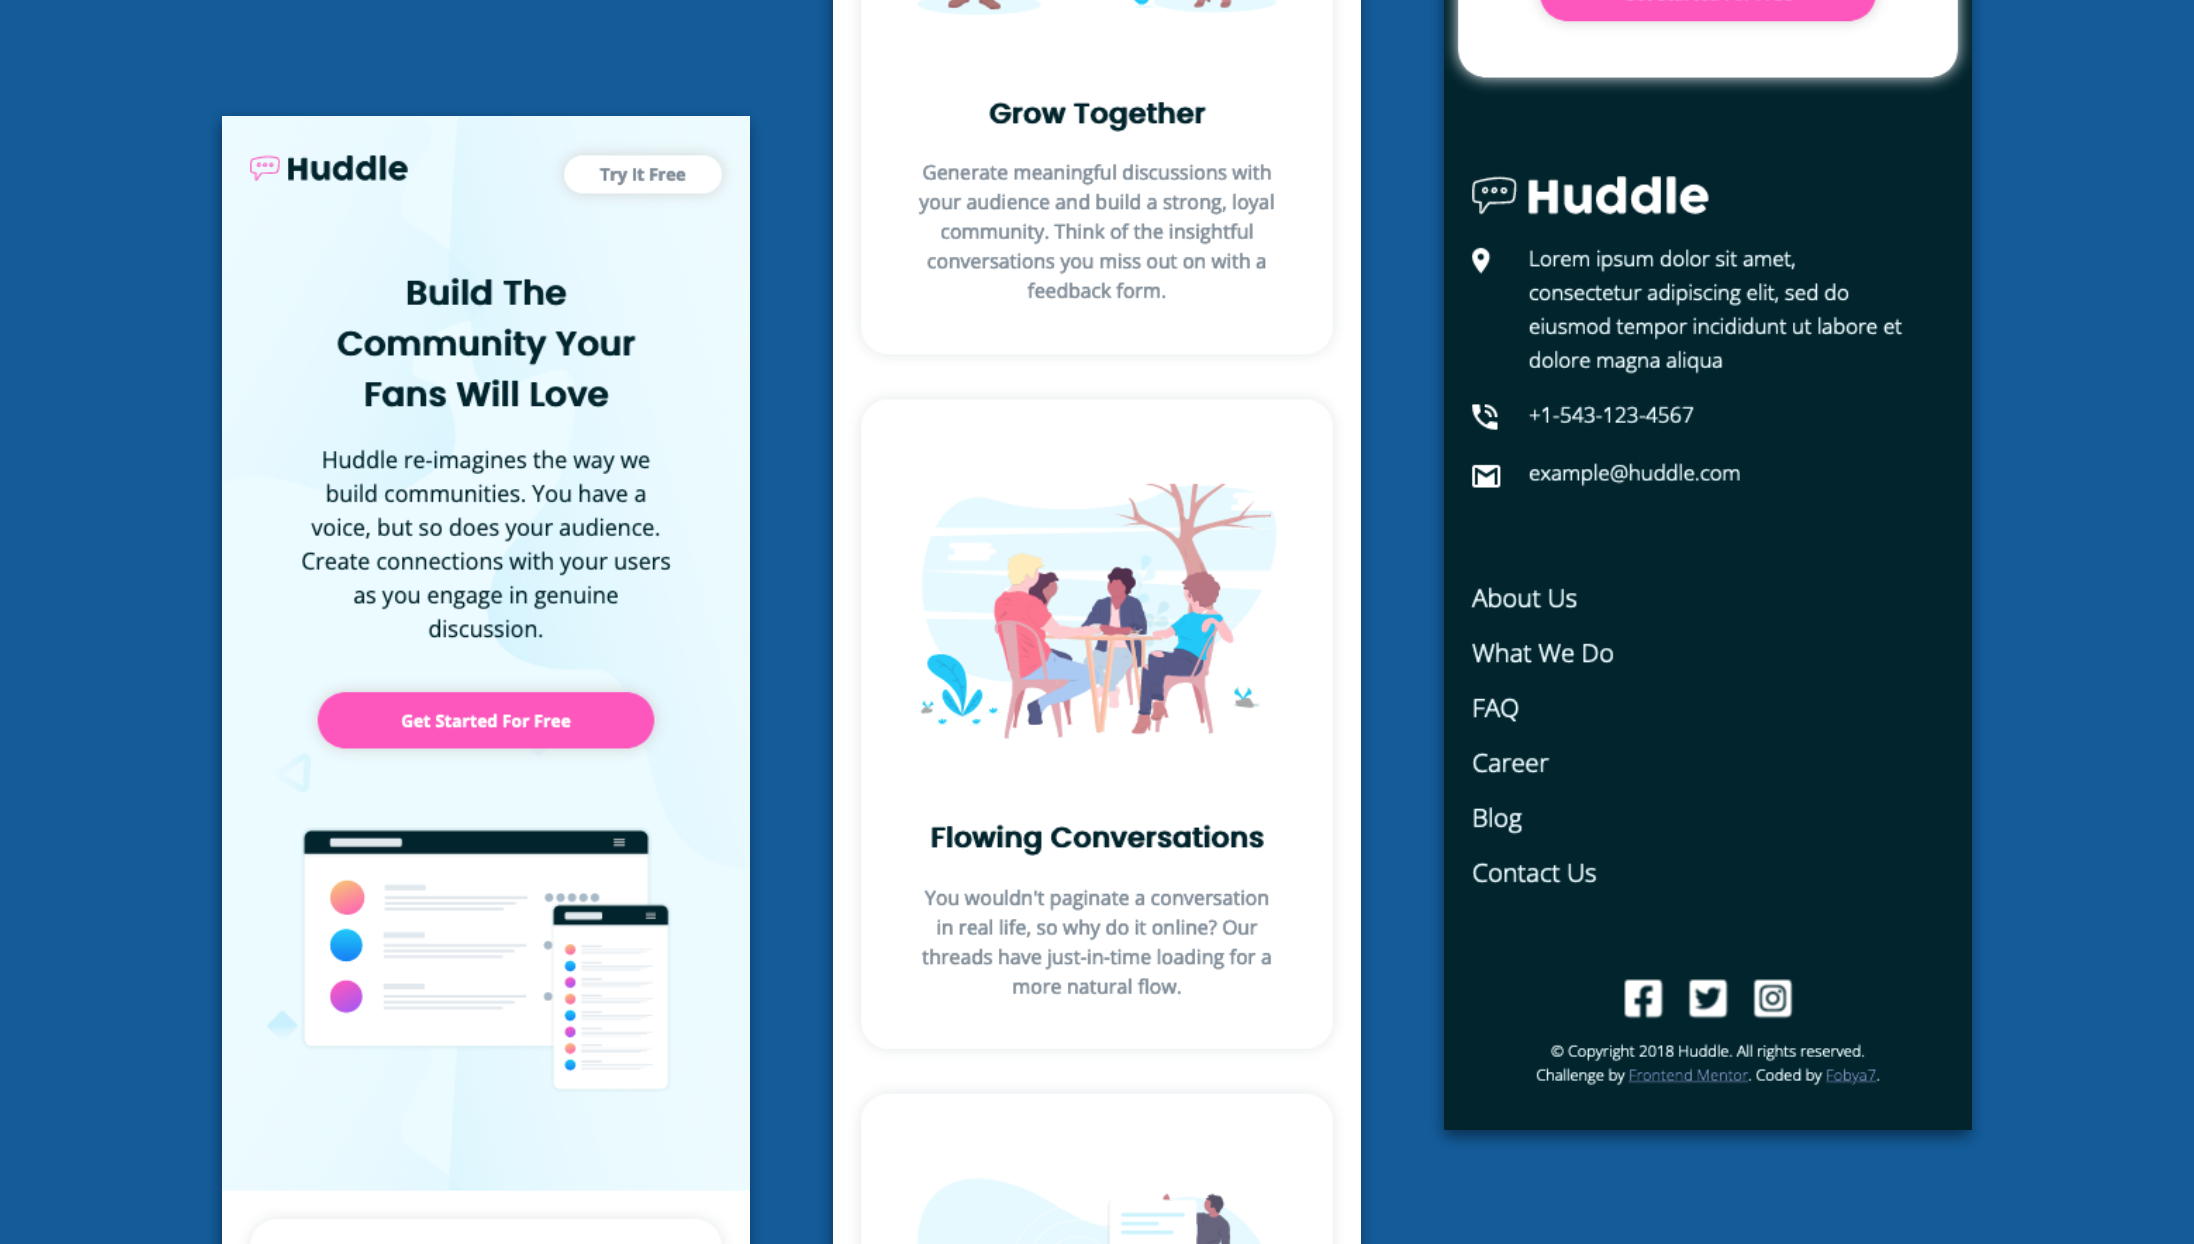 Huddle
Try It Free
Build The
Community Your
Fans Will Love
Huddle re-imagines the way we
build communities. You have a
voice, but so does your audience.
Create connections with your users
as you engage in genuine
discussion.
Get Started For Free
Grow Together
Generate meaningful discussions with
your audience and build a strong, loyal
community. Think of the insightful
conversations you miss out on with a
feedback form.
Flowing Conversations
You wouldn't paginate a conversation
in real life, so why do it online? Our
threads have just-in-time loading for a
more natural flow.
Huddle
Lorem ipsum dolor sit amet,
consectetur adipiscing elit, sed do
eiusmod tempor incididunt ut labore et
dolore magna aliqua
+1-543-123-4567
example@huddle.com
About Us
What We Do
FAQ
Career
Blog
Contact Us
© Copyright 2018 Huddle. All rights reserved.
Challenge by Frontend Mentor. Coded by Fobya7.